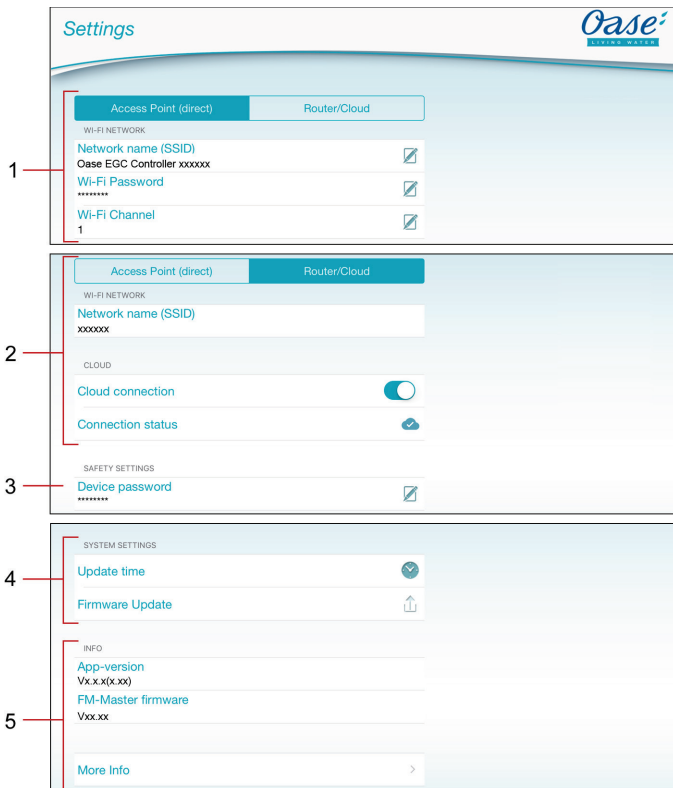 Settings
Oase
LIVING WATER
1
Access Point (direct) Router/Cloud
WI-FI NETWORK
Network name (SSID)
Oase EGC Controller xxxxxx
Wi-Fi Password
********
Wi-Fi Channel
1
2
Access Point (direct) Router/Cloud
WI-FI NETWORK
Network name (SSID)
xxxxxx
CLOUD
Cloud connection
Connection status
3
SAFETY SETTINGS
Device password
********
4
SYSTEM SETTINGS
Update time
Firmware Update
5
INFO
App-version
Vx.x.x(x.xx)
FM-Master firmware
Vxx.xx
More Info